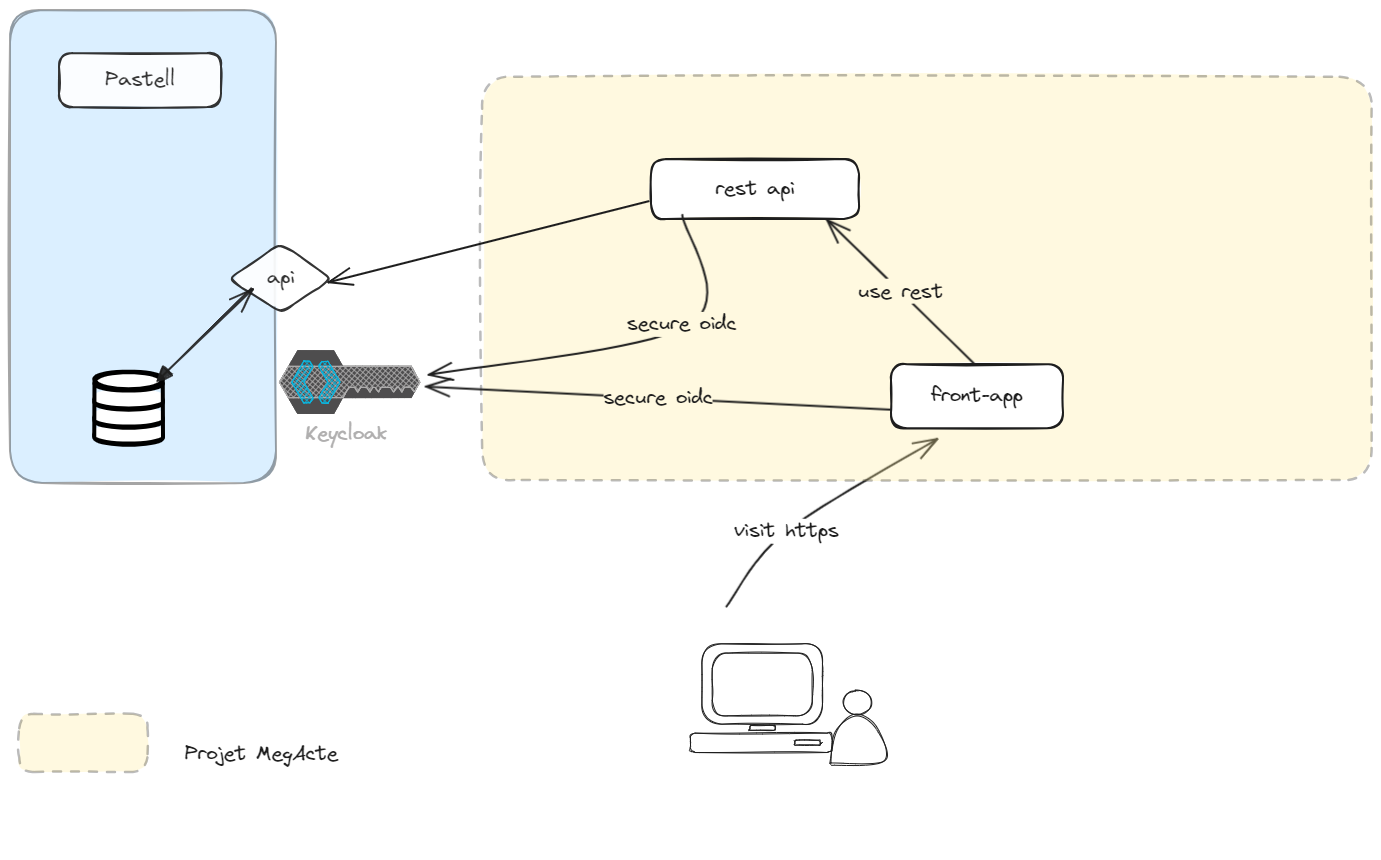 Pastell
rest api
api
use rest
secure oidc
secure oidc
front-app
Keycloak
visit https
Projet MegActe